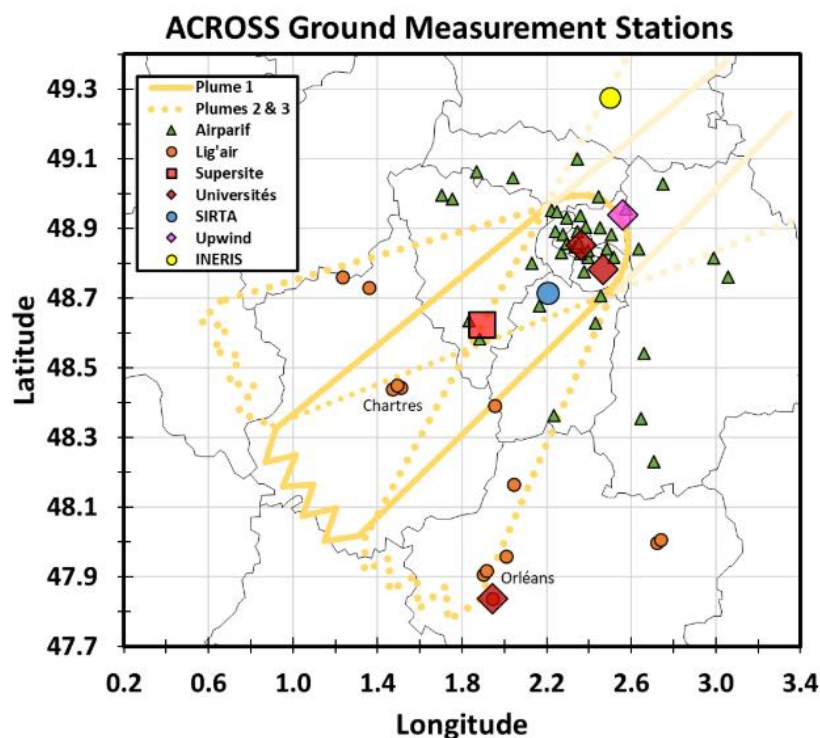 ACROSS Ground Measurement Stations
49.3
49.1
48.9
48.7
48.5
48.3
48.1
47.9
47.7
Latitude
Plume 1
Plumes 2 & 3
Airparif
Lig'air
Supersite
Universités
SIRTA
Upwind
INERIS
Chartres
Orléans
0.2 0.6 1.0 1.4 1.8 2.2 2.6 3.0 3.4
Longitude